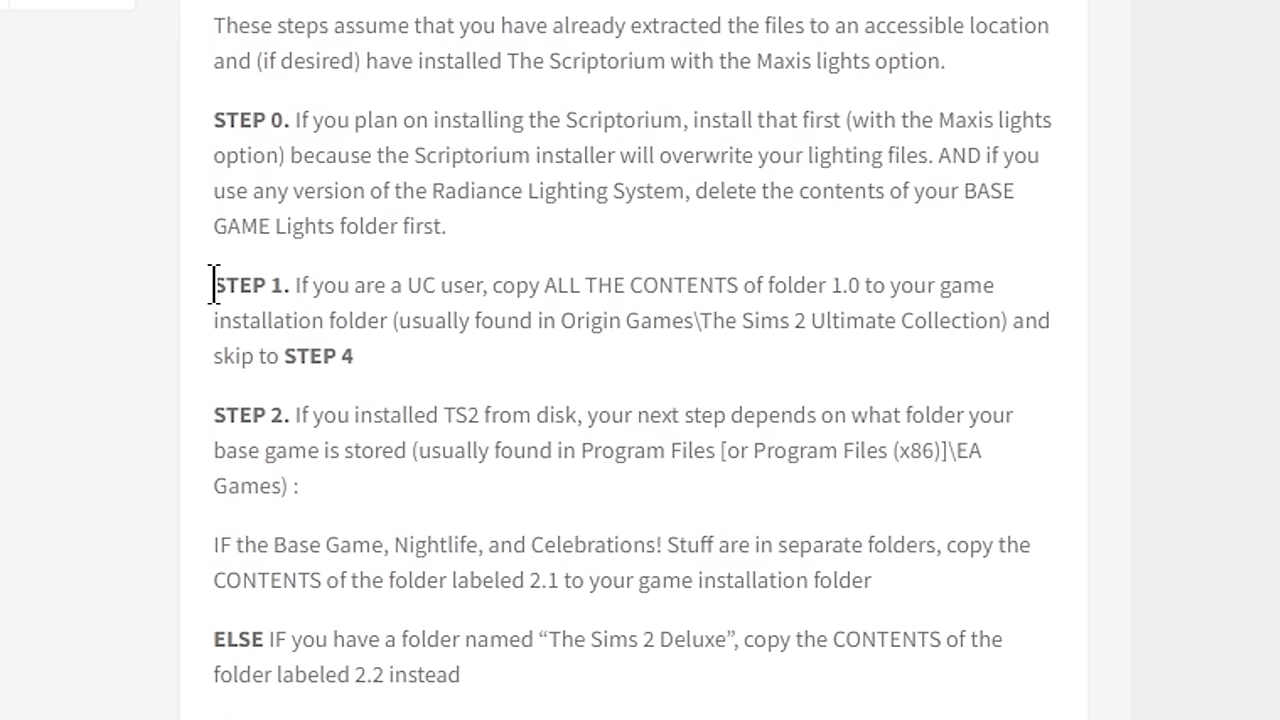 These steps assume that you have already extracted the files to an accessible location
and (if desired) have installed The Scriptorium with the Maxis lights option.
STEP 0. If you plan on installing the Scriptorium, install that first (with the Maxis lights
option) because the Scriptorium installer will overwrite your lighting files. AND if you
use any version of the Radiance Lighting System, delete the contents of your BASE
GAME Lights folder first.
STEP 1. If you are a UC user, copy ALL THE CONTENTS of folder 1.0 to your game
installation folder (usually found in Origin Games\The Sims 2 Ultimate Collection) and
skip to STEP 4
STEP 2. If you installed TS2 from disk, your next step depends on what folder your
base game is stored (usually found in Program Files [or Program Files (x86)]\EA
Games) :
IF the Base Game, Nightlife, and Celebrations! Stuff are in separate folders, copy the
CONTENTS of the folder labeled 2.1 to your game installation folder
ELSE IF you have a folder named “The Sims 2 Deluxe”, copy the CONTENTS of the
folder labeled 2.2 instead